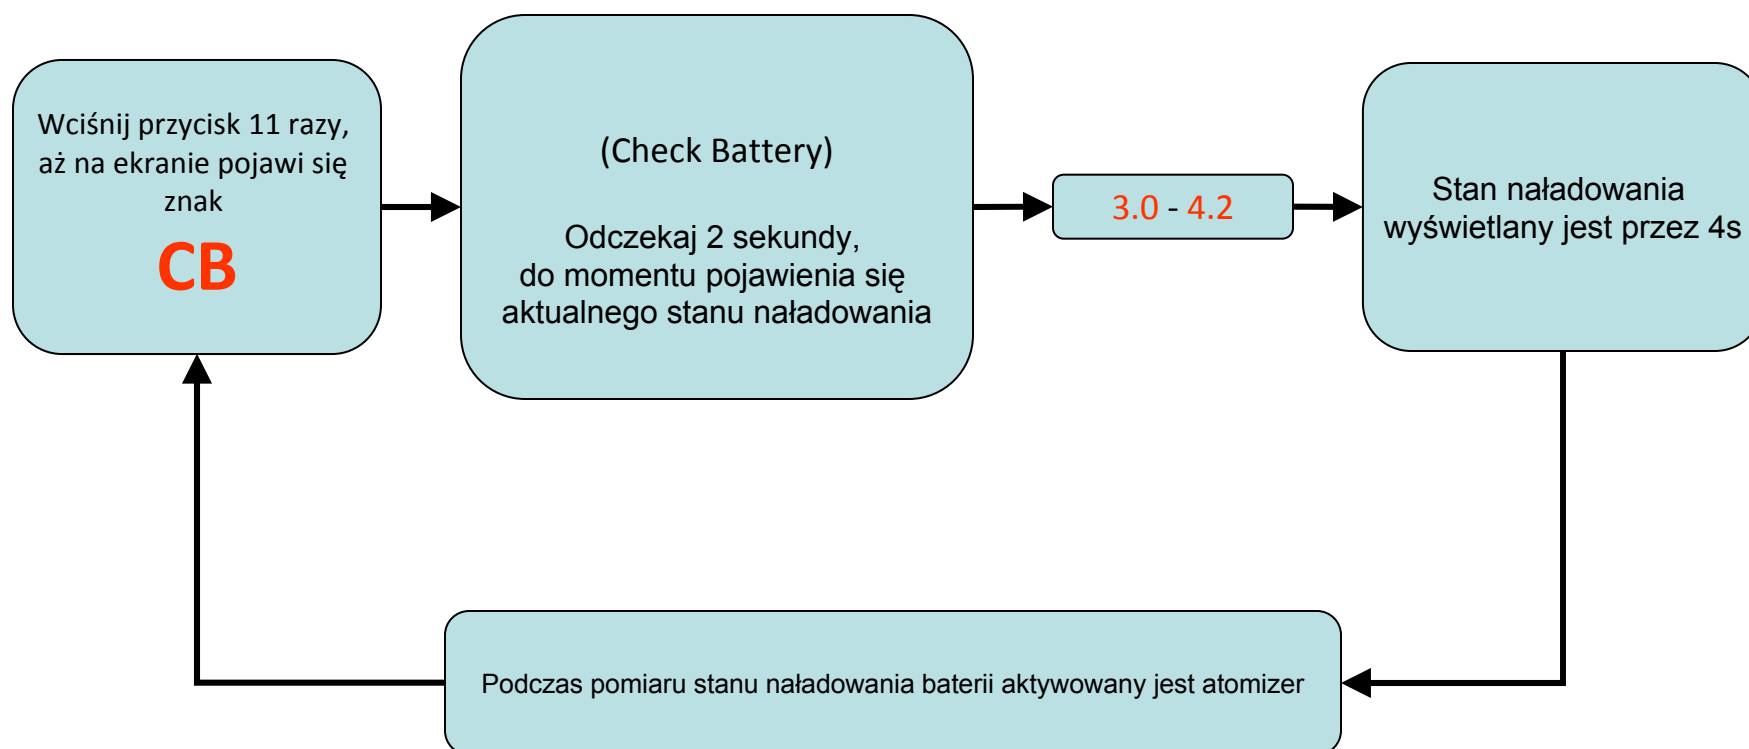 Wciśnij przycisk 11 razy,
aż na ekranie pojawi się
znak
CB
(Check Battery)
Odczekaj 2 sekundy,
do momentu pojawienia się
aktualnego stanu naładowania
3.0 - 4.2
Stan naładowania
wyświetlany jest przez 4s
Podczas pomiaru stanu naładowania baterii aktywowany jest atomizer